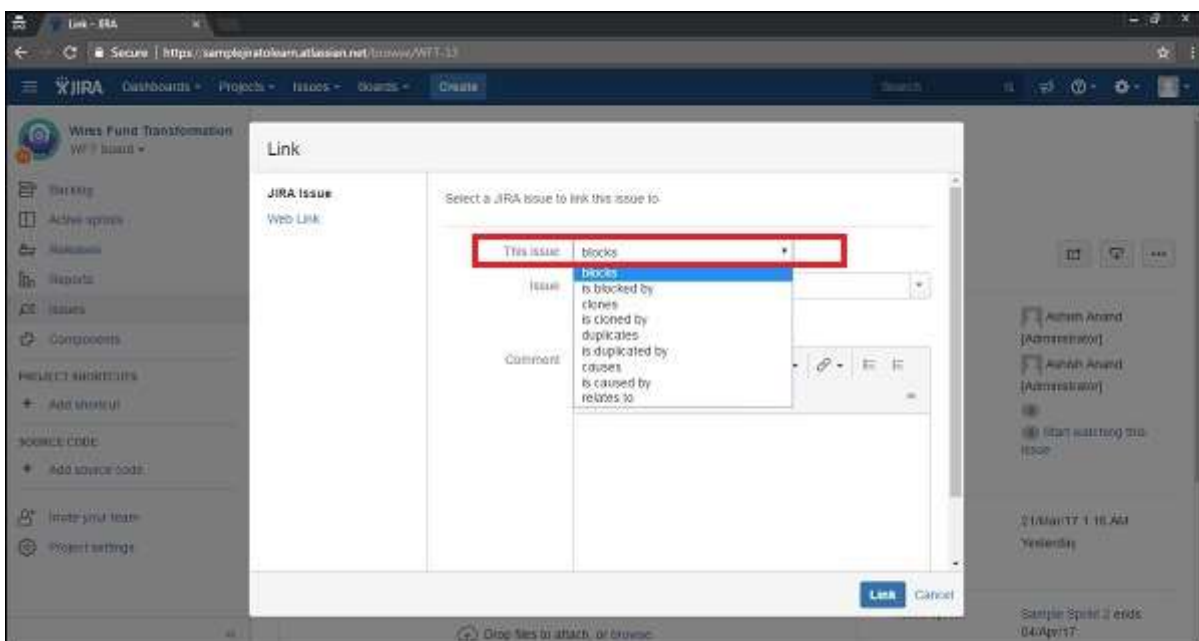 Link - JIRA
Secure | https://samplejiratolearn.atlassian.net/browse/WFT-13
JIRA Dashboards Projects Issues Boards Create Search
Wires Fund Transformation
WFT board
Backlog
Active sprints
Releases
Reports
Issues
Components
PROJECT SHORTCUTS
Add shortcut
SOURCE CODE
Add source code
Invite your team
Project settings
Link
JIRA Issue
Web Link
Select a JIRA issue to link this issue to
This issue blocks
blocks
Issue
is blocked by
clones
is cloned by
duplicates
is duplicated by
Comment
causes
is caused by
relates to
Link Cancel
Ashish Anand
[Administrator]
Ashish Anand
[Administrator]
Start watching this
issue
21/Mar/17 1:16 AM
Yesterday
Sample Sprint 2 ends
04/Apr/17
Drop files to attach, or browse.